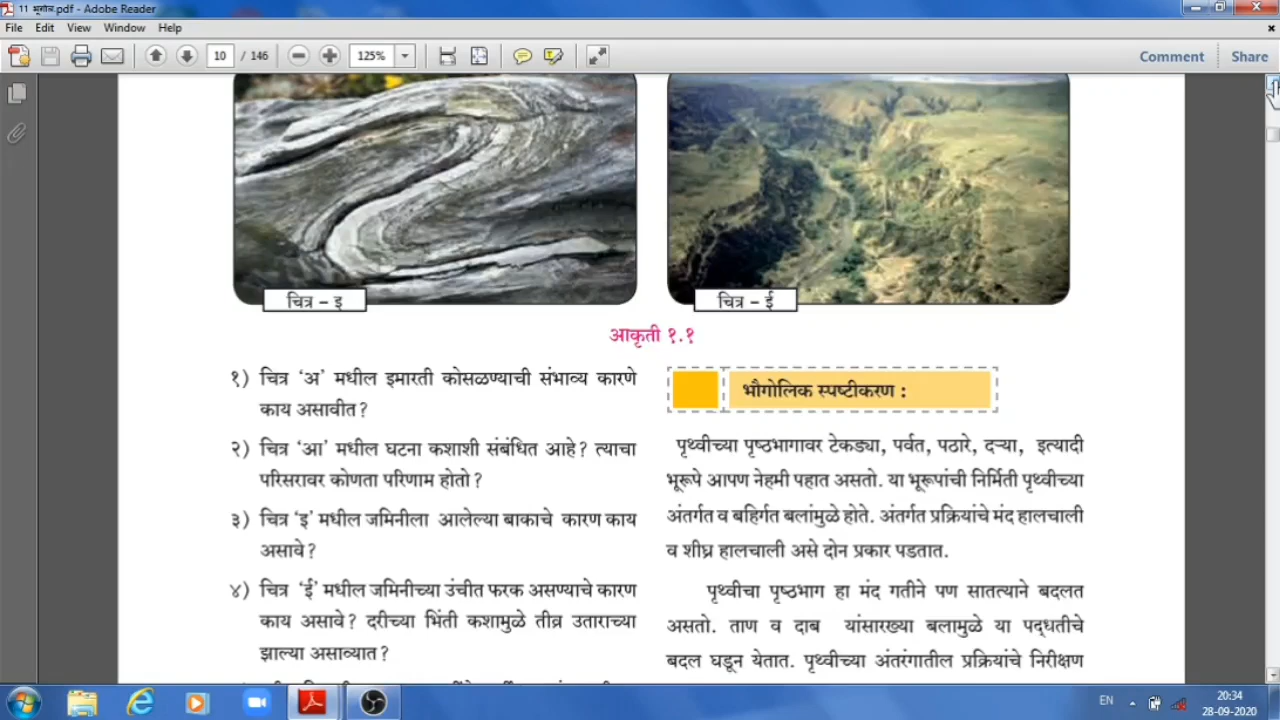 11 भूगोल.pdf - Adobe Reader
File Edit View Window Help
10 / 146 125% Comment Share
चित्र – इ
चित्र – ई
आकृती १.१
१) चित्र ‘अ’ मधील इमारती कोसळण्याची संभाव्य कारणे
काय असावीत?
२) चित्र ‘आ’ मधील घटना कशाशी संबंधित आहे? त्याचा
परिसरावर कोणता परिणाम होतो?
३) चित्र ‘इ’ मधील जमिनीला आलेल्या बाकाचे कारण काय
असावे?
४) चित्र ‘ई’ मधील जमिनीच्या उंचीत फरक असण्याचे कारण
काय असावे? दरीच्या भिंती कशामुळे तीव्र उताराच्या
झाल्या असाव्यात?
भौगोलिक स्पष्टीकरण :
पृथ्वीच्या पृष्ठभागावर टेकड्या, पर्वत, पठारे, दऱ्या, इत्यादी
भूरूपे आपण नेहमी पहात असतो. या भूरूपांची निर्मिती पृथ्वीच्या
अंतर्गत व बहिर्गत बलांमुळे होते. अंतर्गत प्रक्रियांचे मंद हालचाली
व शीघ्र हालचाली असे दोन प्रकार पडतात.
पृथ्वीचा पृष्ठभाग हा मंद गतीने पण सातत्याने बदलत
असतो. ताण व दाब यांसारख्या बलामुळे या पद्धतीचे
बदल घडून येतात. पृथ्वीच्या अंतरंगातील प्रक्रियांचे निरीक्षण
EN 20:34
28-09-2020